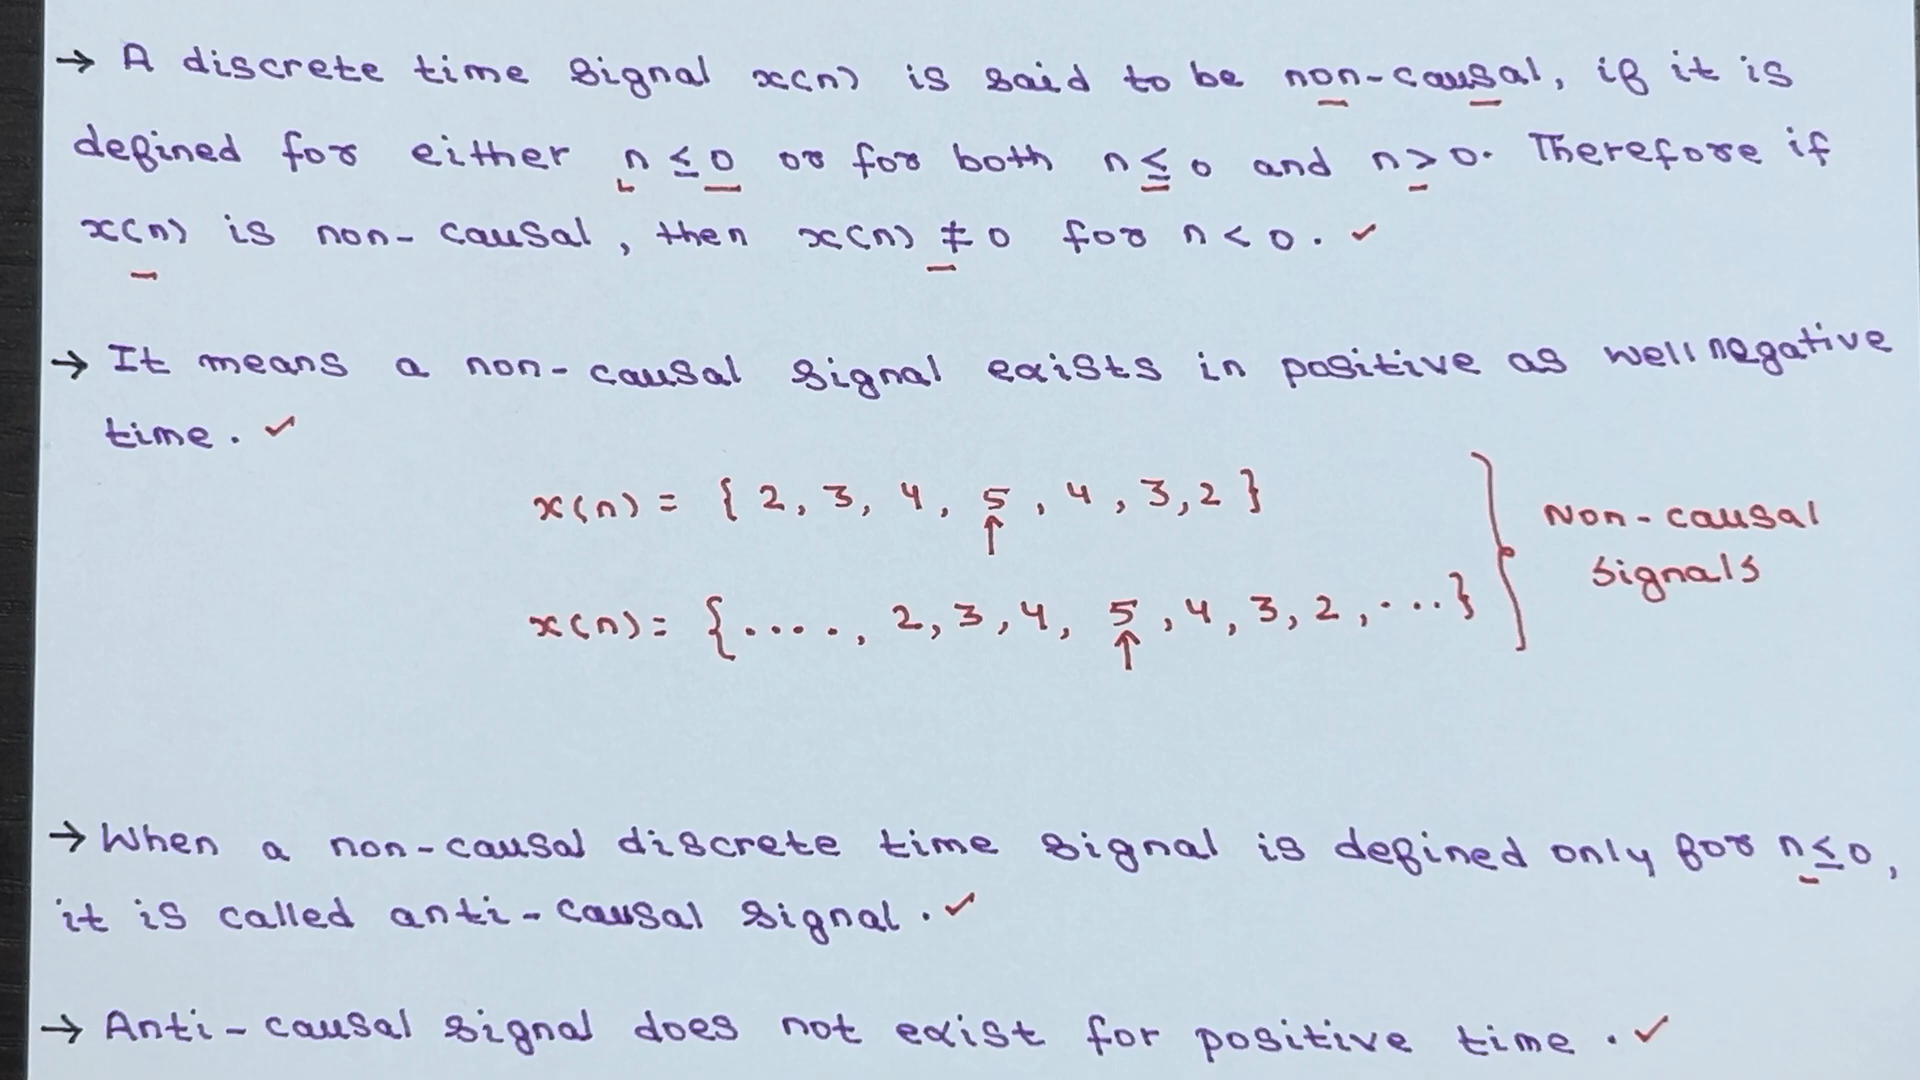 → A discrete time signal x(n) is said to be non-causal, if it is
defined for either n ≤ 0 or for both n ≤ 0 and n > 0. Therefore if
x(n) is non-causal, then x(n) ≠ 0 for n < 0. ✓
→ It means a non-causal signal exists in positive as well negative
time. ✓
x(n) = { 2, 3, 4, 5, 4, 3, 2 }
↑
Non-causal
signals
x(n) = {...., 2, 3, 4, 5, 4, 3, 2, ...}
↑
→ When a non-causal discrete time signal is defined only for n ≤ 0,
it is called anti-causal signal. ✓
→ Anti-causal signal does not exist for positive time. ✓